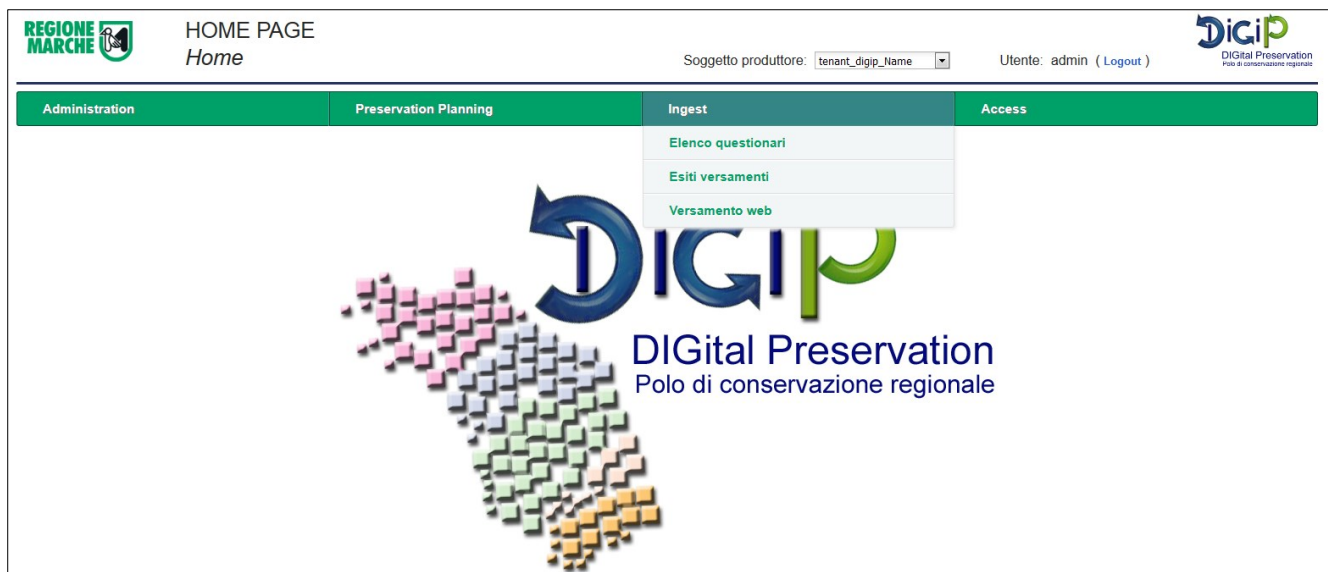 REGIONE
MARCHE
HOME PAGE
Home
Soggetto produttore: tenant_digip_Name
Utente: admin ( Logout )
DiGiP
DIGital Preservation
Polo di conservazione regionale
Administration
Preservation Planning
Ingest
Access
Elenco questionari
Esiti versamenti
Versamento web
DiGiP
DIGital Preservation
Polo di conservazione regionale